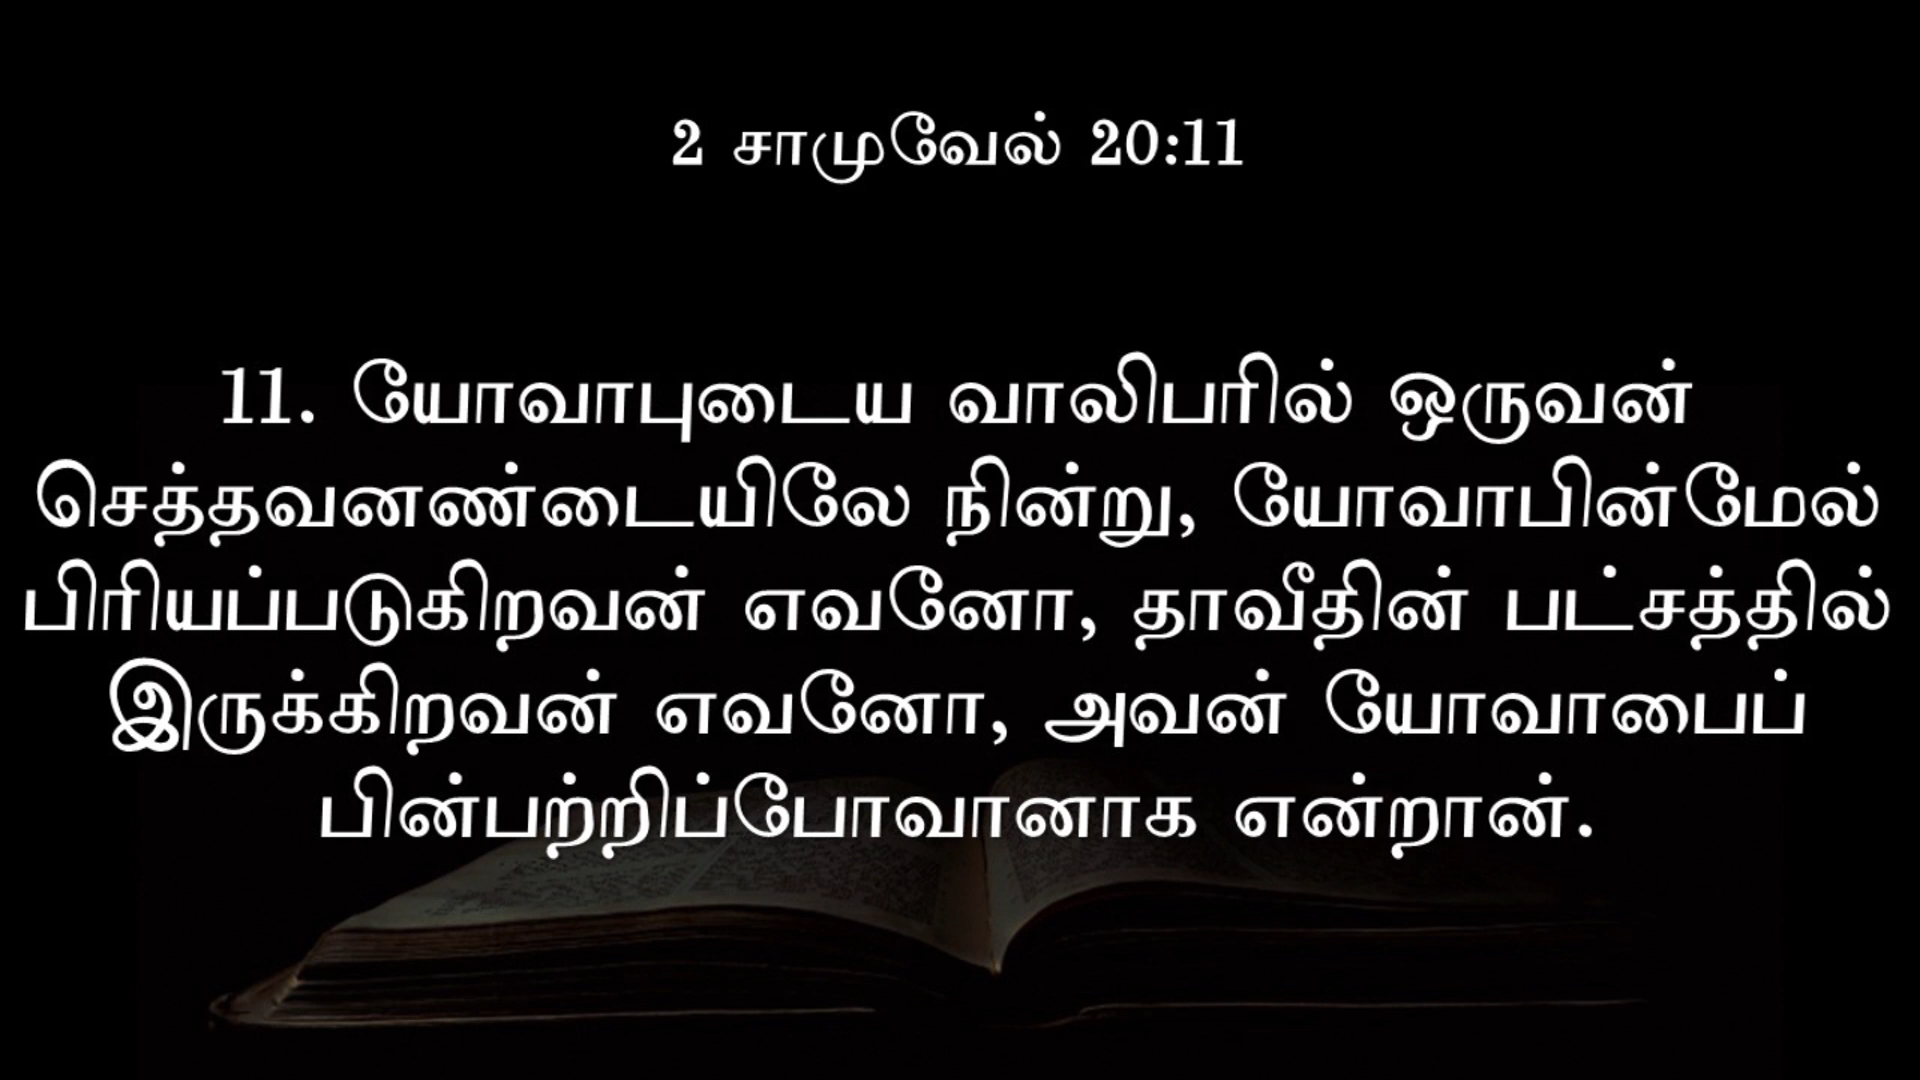 2 சாமுவேல் 20:11
11. யோவாபுடைய வாலிபரில் ஒருவன்
செத்தவனண்டையிலே நின்று, யோவாபின்மேல்
பிரியப்படுகிறவன் எவனோ, தாவீதின் பட்சத்தில்
இருக்கிறவன் எவனோ, அவன் யோவாபைப்
பின்பற்றிப்போவானாக என்றான்.